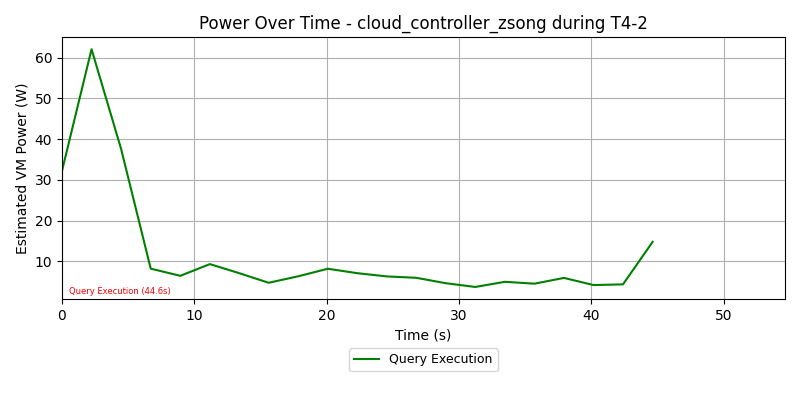 Power Over Time - cloud_controller_zsong during T4-2
Estimated VM Power (W)
60
50
40
30
20
10
Query Execution (44.6s)
0
10
20
30
40
50
Time (s)
Query Execution